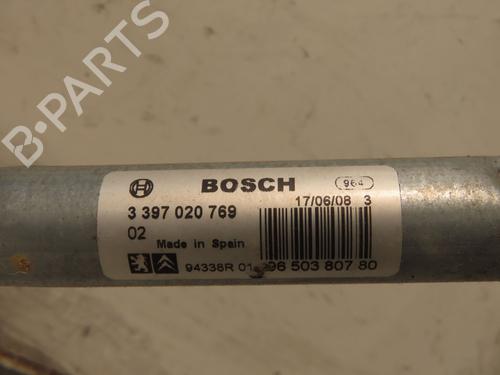 B-PARTS
BOSCH
964
3 397 020 769
17/06/08 3
02
Made in Spain
94338R 01
96 503 807 80